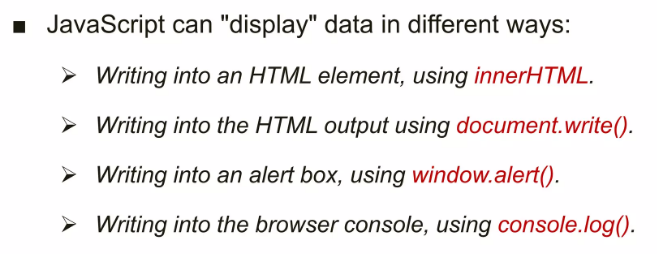 ■ JavaScript can "display" data in different ways:
➢ Writing into an HTML element, using innerHTML.
➢ Writing into the HTML output using document.write().
➢ Writing into an alert box, using window.alert().
➢ Writing into the browser console, using console.log().